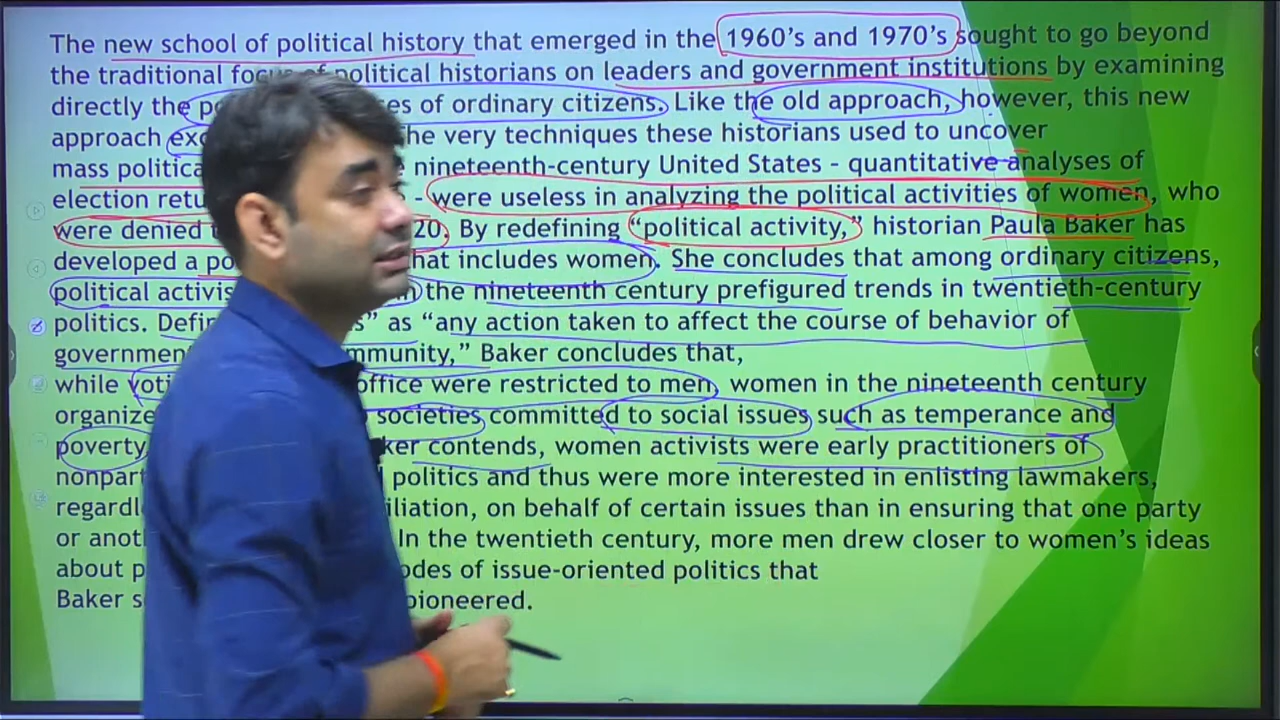 The new school of political history that emerged in the 1960's and 1970's sought to go beyond
the traditional focus of political historians on leaders and government institutions by examining
directly the of ordinary citizens. Like the old approach, however, this new
approach the very techniques these historians used to uncover
mass nineteenth-century United States - quantitative analyses of
election - were useless in analyzing the political activities of women, who
were denied 20. By redefining "political activity," historian Paula Baker has
developed a that includes women. She concludes that among ordinary citizens,
political the nineteenth century prefigured trends in twentieth-century
politics. as "any action taken to affect the course of behavior of
Baker concludes that,
while office were restricted to men, women in the nineteenth century
societies committed to social issues such as temperance and
poverty contends, women activists were early practitioners of
politics and thus were more interested in enlisting lawmakers,
on behalf of certain issues than in ensuring that one party
or In the twentieth century, more men drew closer to women's ideas
about of issue-oriented politics that
Baker pioneered.